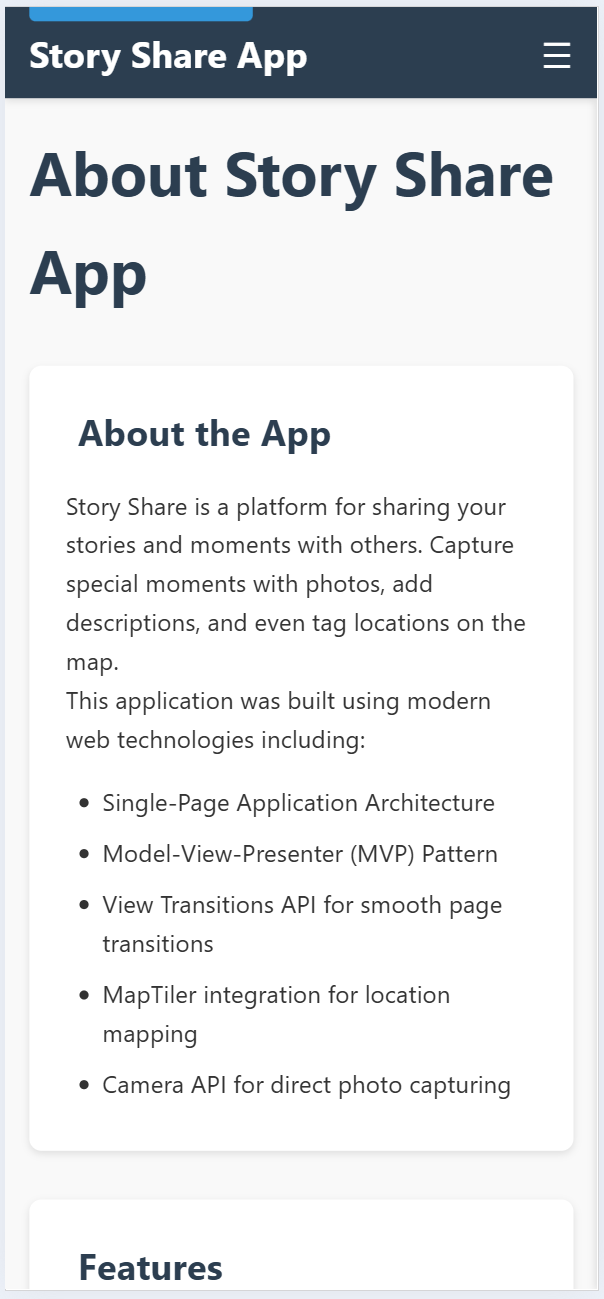 Story Share App
About Story Share
App
About the App
Story Share is a platform for sharing your
stories and moments with others. Capture
special moments with photos, add
descriptions, and even tag locations on the
map.
This application was built using modern
web technologies including:
Single-Page Application Architecture
Model-View-Presenter (MVP) Pattern
View Transitions API for smooth page
transitions
MapTiler integration for location
mapping
Camera API for direct photo capturing
Features